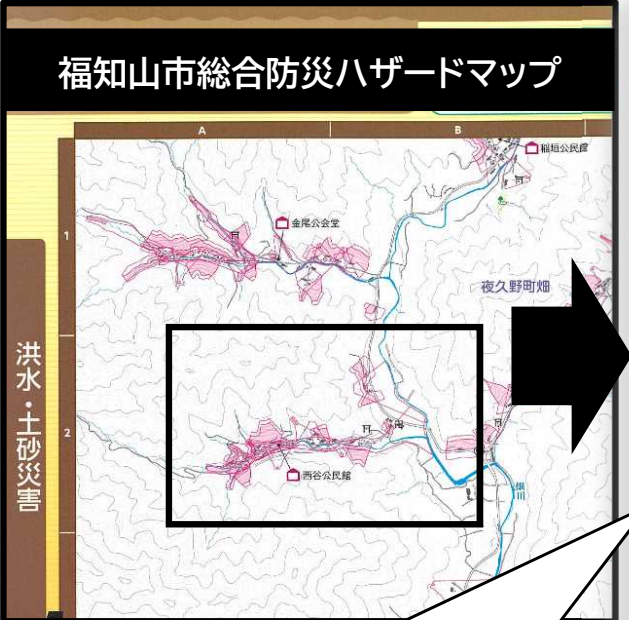 福知山市総合防災ハザードマップ
A
B
稲垣公民館
金尾公会堂
1
夜久野町畑
洪水・土砂災害
2
西谷公民館
畑川